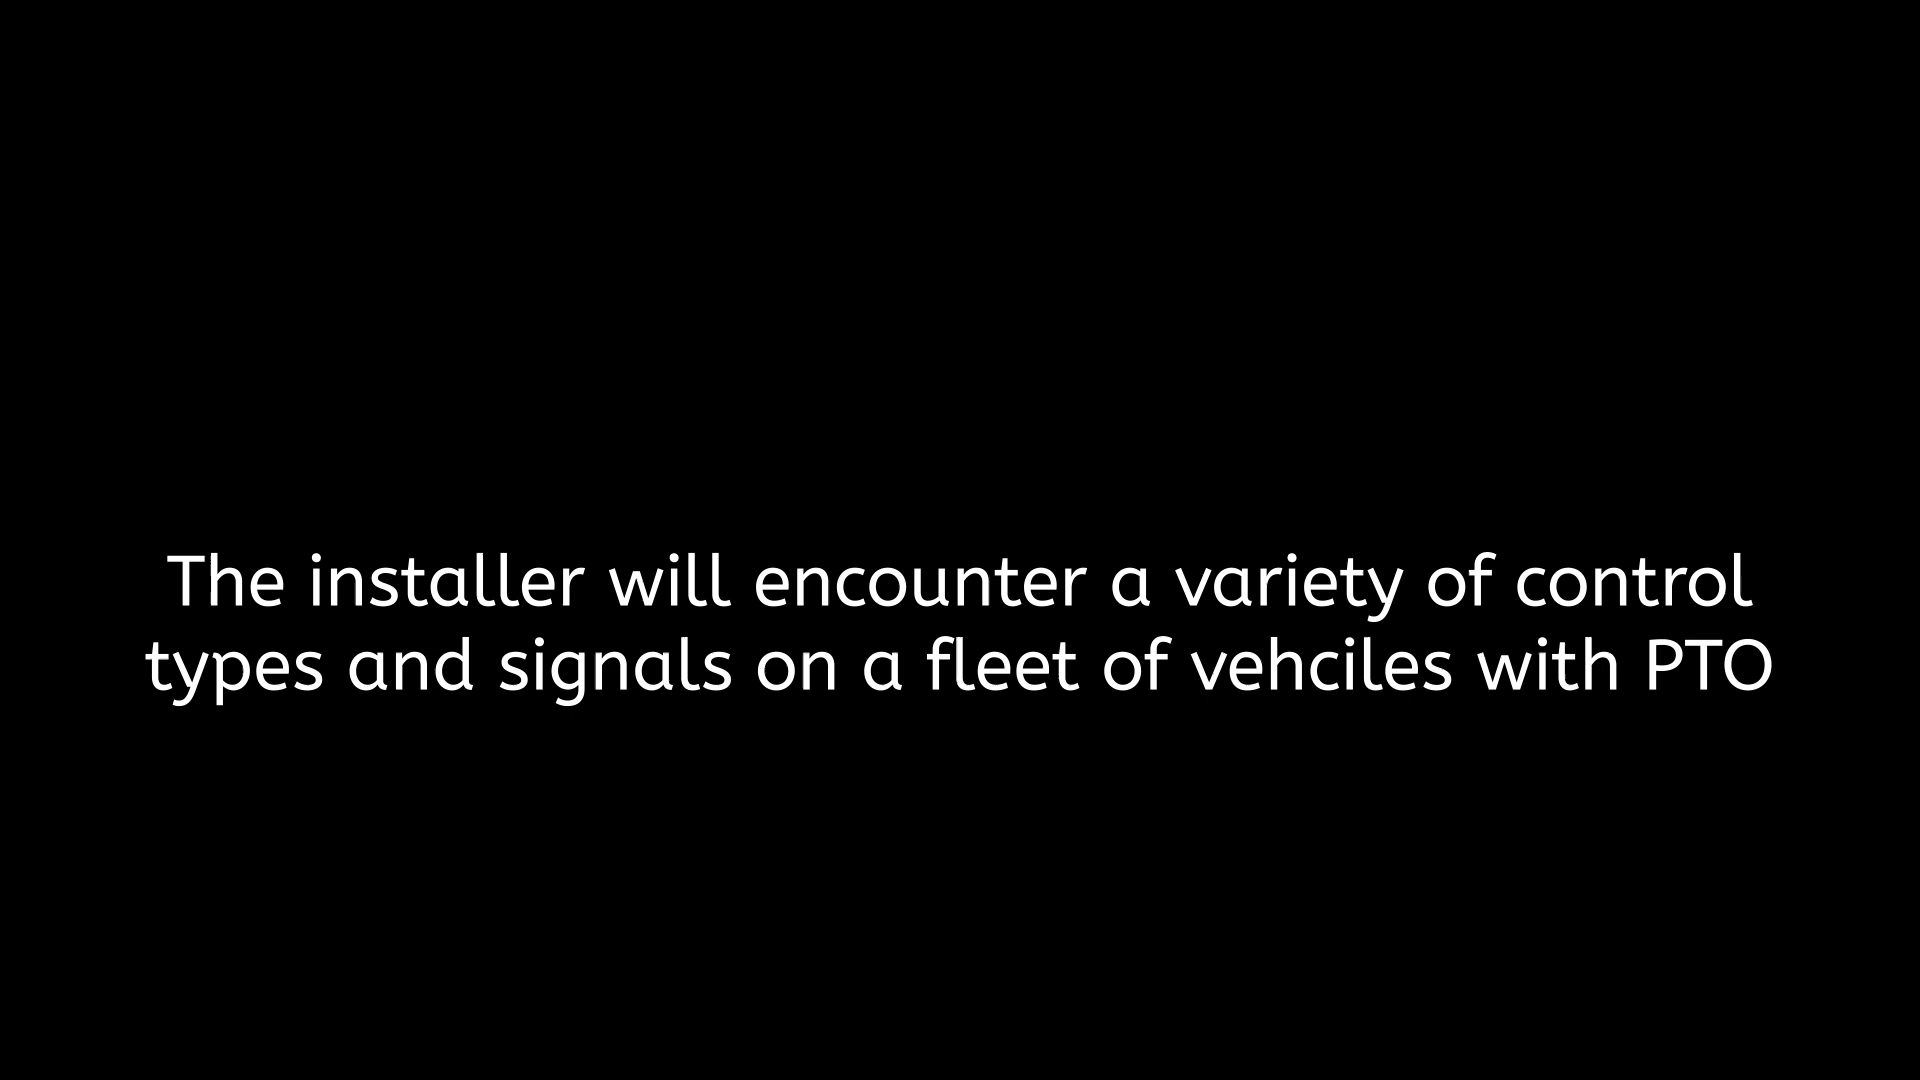 The installer will encounter a variety of control
types and signals on a fleet of vehciles with PTO